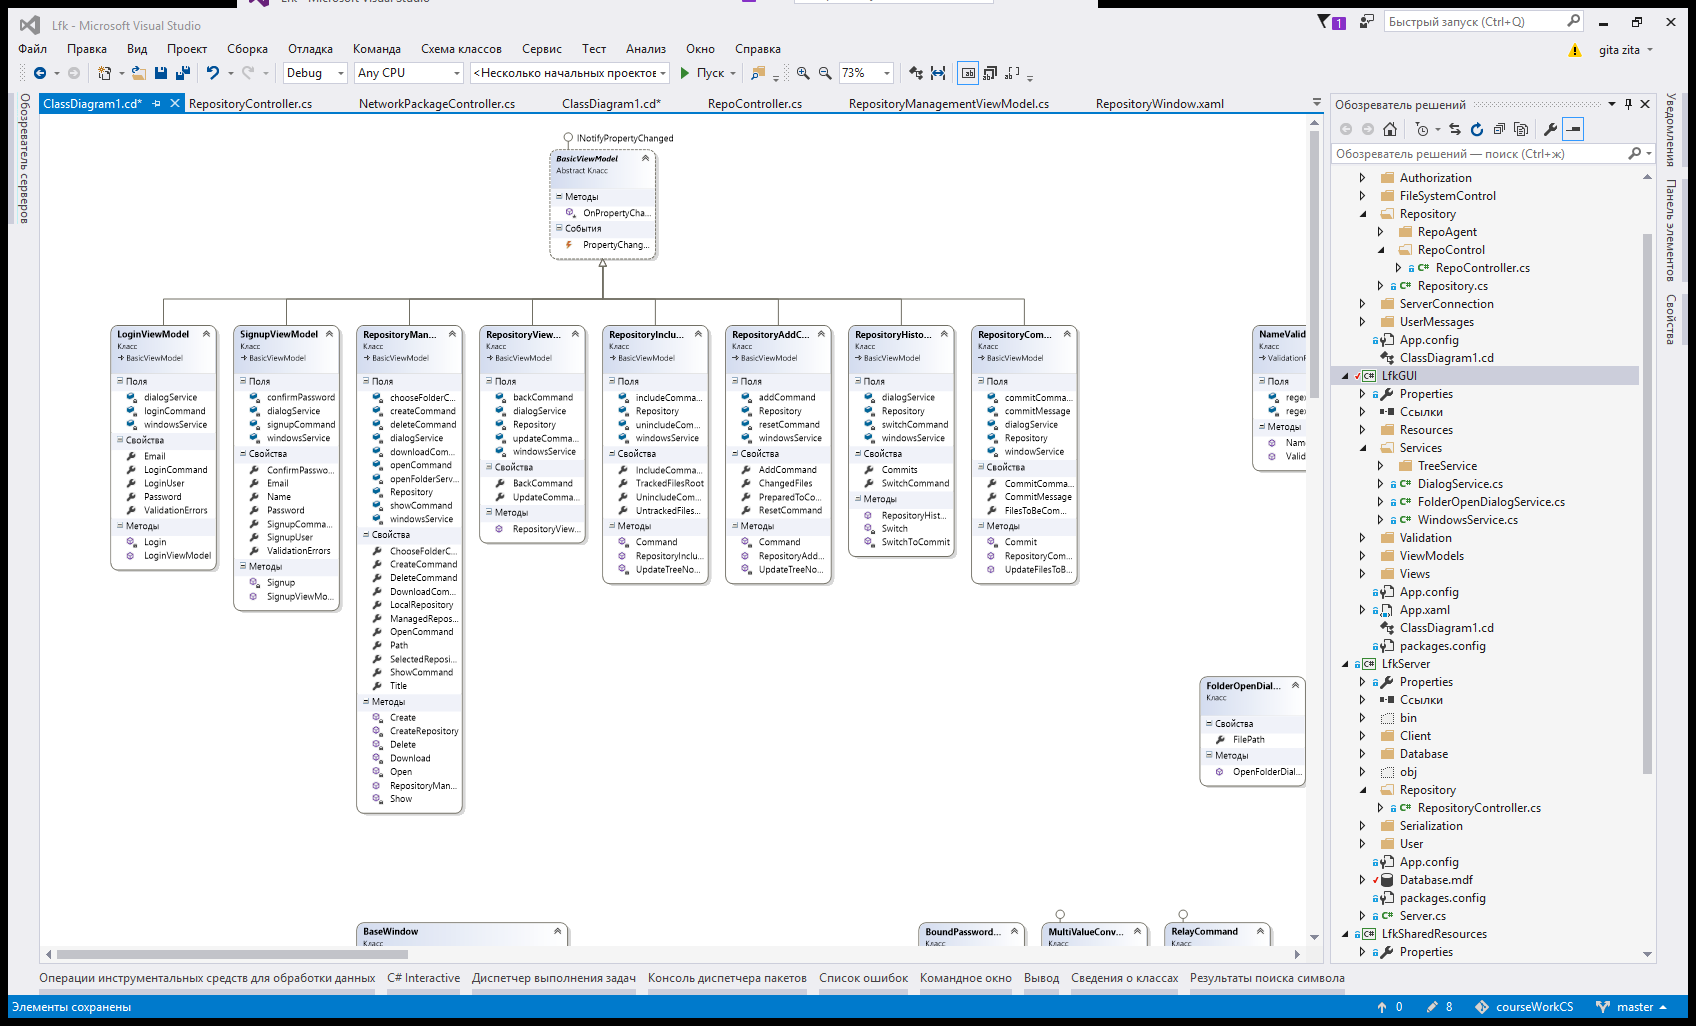 Lfk - Microsoft Visual Studio
Lfk - Microsoft Visual Studio
1
Быстрый запуск (Ctrl+Q)
Файл Правка Вид Проект Сборка Отладка Команда Схема классов Сервис Тест Анализ Окно Справка
gita zita
Debug Any CPU <Несколько начальных проектов Пуск 73%
ClassDiagram1.cd* RepositoryController.cs NetworkPackageController.cs ClassDiagram1.cd* RepoController.cs RepositoryManagementViewModel.cs RepositoryWindow.xaml
Обозреватель серверов
INotifyPropertyChanged
BasicViewModel
Abstract Класс
Методы
OnPropertyCha...
События
PropertyChang...
LoginViewModel
Класс
BasicViewModel
Поля
dialogService
loginCommand
windowsService
Свойства
Email
LoginCommand
LoginUser
Password
ValidationErrors
Методы
Login
LoginViewModel
SignupViewModel
Класс
BasicViewModel
Поля
confirmPassword
dialogService
signupCommand
windowsService
Свойства
ConfirmPasswo...
Email
Name
Password
SignupComma...
SignupUser
ValidationErrors
Методы
Signup
SignupViewMo...
RepositoryMan...
Класс
BasicViewModel
Поля
chooseFolderC...
createCommand
deleteCommand
dialogService
downloadCom...
openCommand
openFolderServ...
Repository
showCommand
windowsService
Свойства
ChooseFolderC...
CreateCommand
DeleteCommand
DownloadCom...
LocalRepository
ManagedRepos...
OpenCommand
Path
SelectedReposi...
ShowCommand
Title
Методы
Create
CreateRepository
Delete
Download
Open
RepositoryMan...
Show
RepositoryView...
Класс
BasicViewModel
Поля
backCommand
dialogService
Repository
updateComma...
windowsService
Свойства
BackCommand
UpdateComma...
Методы
RepositoryView...
RepositoryInclu...
Класс
BasicViewModel
Поля
includeComma...
Repository
unincludeCom...
windowsService
Свойства
IncludeComma...
TrackedFilesRoot
UnincludeCom...
UntrackedFiles...
Методы
Command
RepositoryInclu...
UpdateTreeNo...
RepositoryAddC...
Класс
BasicViewModel
Поля
addCommand
Repository
resetCommand
windowsService
Свойства
AddCommand
ChangedFiles
PreparedToCo...
ResetCommand
Методы
Command
RepositoryAdd...
UpdateTreeNo...
RepositoryHisto...
Класс
BasicViewModel
Поля
dialogService
Repository
switchCommand
windowsService
Свойства
Commits
SwitchCommand
Методы
RepositoryHist...
Switch
SwitchToCommit
RepositoryCom...
Класс
BasicViewModel
Поля
commitComma...
commitMessage
dialogService
Repository
windowService
Свойства
CommitComma...
CommitMessage
FilesToBeCom...
Методы
Commit
RepositoryCom...
UpdateFilesToB...
NameValid
Класс
Validation
Поля
rege
rege
Методы
Nam
Valid
FolderOpenDial...
Класс
Свойства
FilePath
Методы
OpenFolderDial...
BaseWindow
Класс
BoundPassword...
Класс
MultiValueConv...
Класс
RelayCommand
Класс
Обозреватель решений
Обозреватель решений — поиск (Ctrl+ж)
Authorization
FileSystemControl
Repository
RepoAgent
RepoControl
RepoController.cs
Repository.cs
ServerConnection
UserMessages
App.config
ClassDiagram1.cd
LfkGUI
Properties
Ссылки
Resources
Services
TreeService
DialogService.cs
FolderOpenDialogService.cs
WindowsService.cs
Validation
ViewModels
Views
App.config
App.xaml
ClassDiagram1.cd
packages.config
LfkServer
Properties
Ссылки
bin
Client
Database
obj
Repository
RepositoryController.cs
Serialization
User
App.config
Database.mdf
packages.config
Server.cs
LfkSharedResources
Properties
Уведомления
Панель элементов
Свойства
Операции инструментальных средств для обработки данных C# Interactive Диспетчер выполнения задач Консоль диспетчера пакетов Список ошибок Командное окно Вывод Сведения о классах Результаты поиска символа
Элементы сохранены 0 8 courseWorkCS master